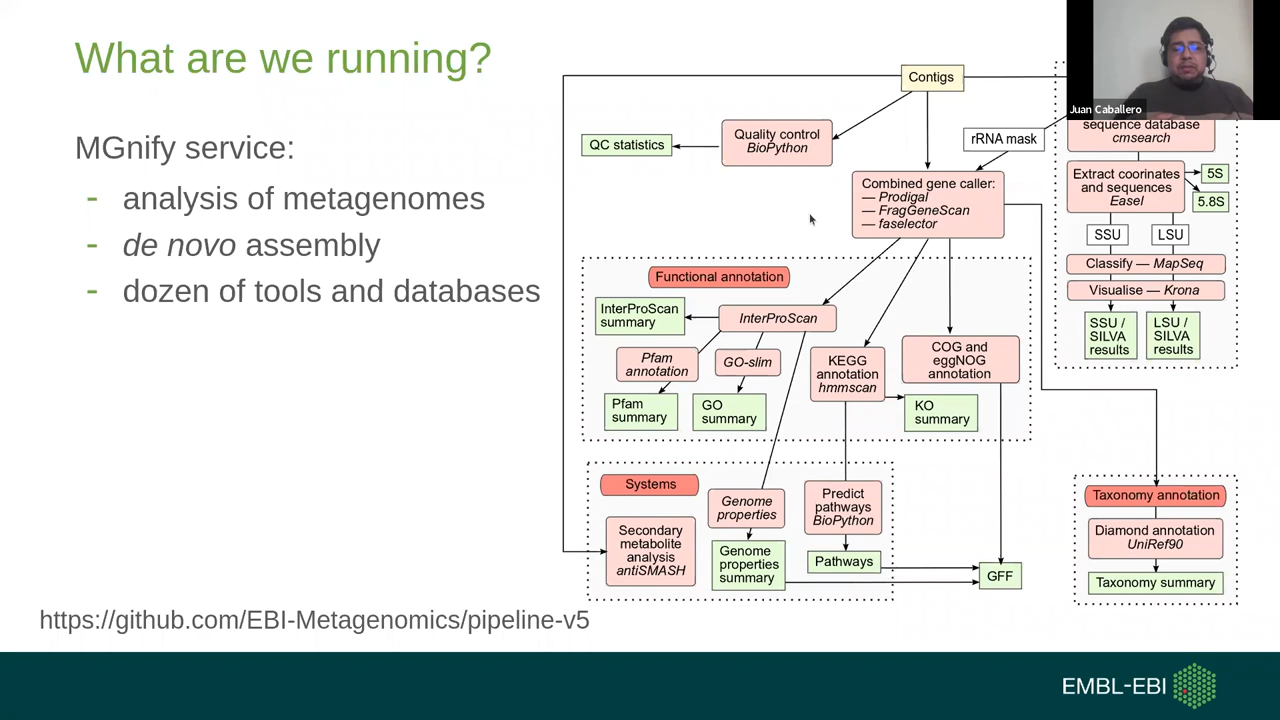 What are we running?
MGnify service:
- analysis of metagenomes
- de novo assembly
- dozen of tools and databases
https://github.com/EBI-Metagenomics/pipeline-v5
Juan Caballero
Contigs
Quality control
BioPython
QC statistics
rRNA mask
Combined gene caller:
— Prodigal
— FragGeneScan
— faselector
sequence database
cmsearch
Extract coorinates
and sequences
Easel
5S
5.8S
SSU
LSU
Classify — MapSeq
Visualise — Krona
SSU /
SILVA
results
LSU /
SILVA
results
Functional annotation
InterProScan
summary
InterProScan
Pfam
annotation
GO-slim
Pfam
summary
GO
summary
KEGG
annotation
hmmscan
KO
summary
COG and
eggNOG
annotation
Systems
Secondary
metabolite
analysis
antiSMASH
Genome
properties
Genome
properties
summary
Predict
pathways
BioPython
Pathways
GFF
Taxonomy annotation
Diamond annotation
UniRef90
Taxonomy summary
EMBL-EBI